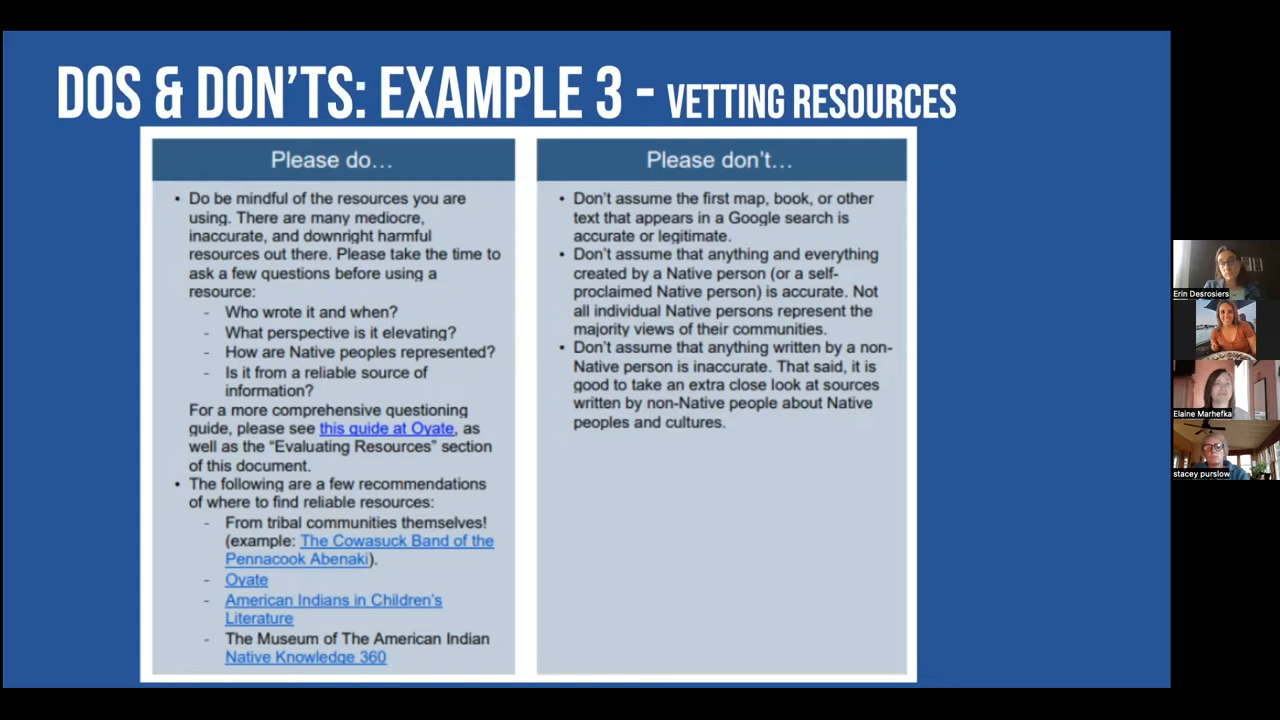 DOS & DON'TS: EXAMPLE 3 - VETTING RESOURCES
Please do…
• Do be mindful of the resources you are
using. There are many mediocre,
inaccurate, and downright harmful
resources out there. Please take the time to
ask a few questions before using a
resource:
- Who wrote it and when?
- What perspective is it elevating?
- How are Native peoples represented?
- Is it from a reliable source of
information?
For a more comprehensive questioning
guide, please see this guide at Oyate, as
well as the “Evaluating Resources” section
of this document.
• The following are a few recommendations
of where to find reliable resources:
- From tribal communities themselves!
(example: The Cowasuck Band of the
Pennacook Abenaki).
- Oyate
- American Indians in Children's
Literature
- The Museum of The American Indian
Native Knowledge 360
Please don't…
• Don't assume the first map, book, or other
text that appears in a Google search is
accurate or legitimate.
• Don't assume that anything and everything
created by a Native person (or a self-
proclaimed Native person) is accurate. Not
all individual Native persons represent the
majority views of their communities.
• Don't assume that anything written by a non-
Native person is inaccurate. That said, it is
good to take an extra close look at sources
written by non-Native people about Native
peoples and cultures.
Erin Desrosiers
Elaine Marhefka
stacey purslow